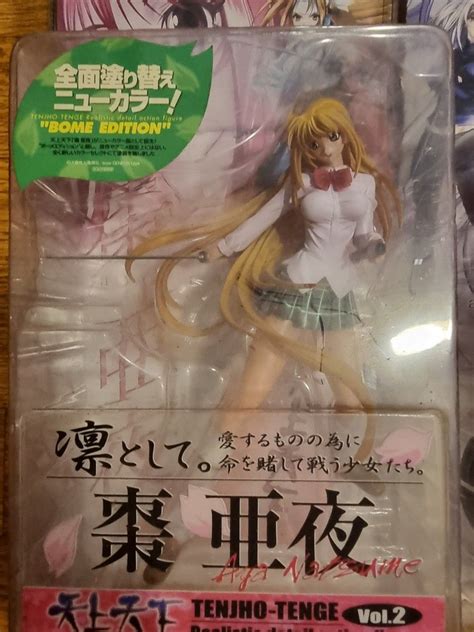 全面塗り替え
ニューカラー!
TENJHO-TENGE Realistic detail action figure
"BOME EDITION"
凛として。
愛するものの為に
命を賭して戦う少女たち。
棗 亜夜
Aya Natsume
天上天下
TENJHO-TENGE Vol.2
Realistic detail